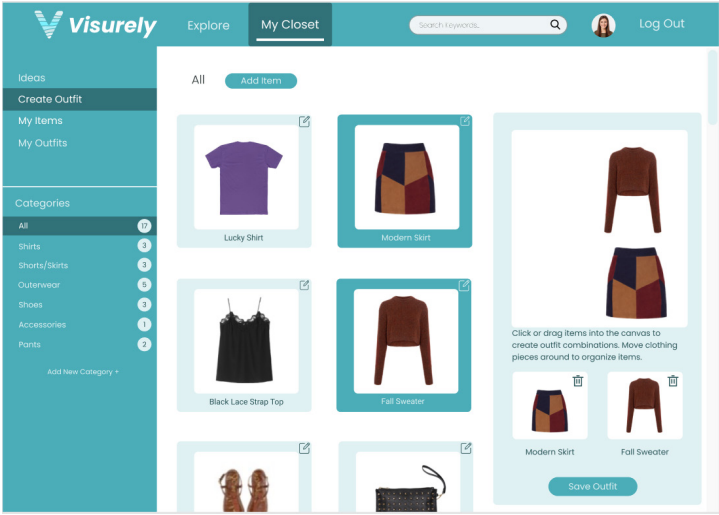 Visurely
Explore
My Closet
Search Keywords...
Log Out
Ideas
Create Outfit
My Items
My Outfits
Categories
All 17
Shirts 3
Shorts/Skirts 3
Outerwear 5
Shoes 3
Accessories 1
Pants 2
Add New Category +
All
Add Item
Lucky Shirt
Modern Skirt
Black Lace Strap Top
Fall Sweater
Click or drag items into the canvas to
create outfit combinations. Move clothing
pieces around to organize items.
Modern Skirt
Fall Sweater
Save Outfit